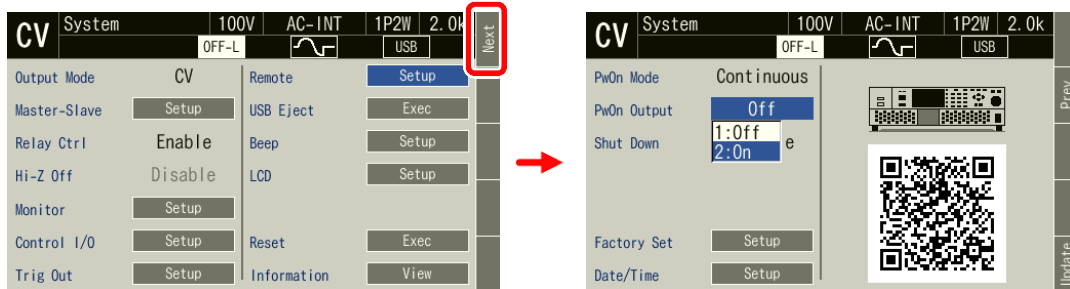 CV System 100V AC-INT 1P2W 2.0k Next
OFF-L USB
Output Mode CV Remote Setup
Master-Slave Setup USB Eject Exec
Relay Ctrl Enable Beep Setup
Hi-Z Off Disable LCD Setup
Monitor Setup
Control I/O Setup Reset Exec
Trig Out Setup Information View
CV System 100V AC-INT 1P2W 2.0k
OFF-L USB
PwOn Mode Continuous Prev
PwOn Output Off
1:Off
Shut Down 2:On e
Factory Set Setup
Date/Time Setup Update